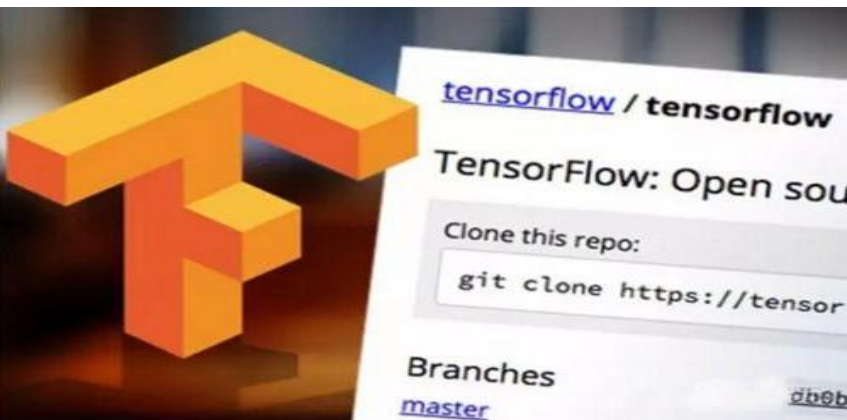 tensorflow / tensorflow
TensorFlow: Open sou
Clone this repo:
git clone https://tensor
Branches
master
db0b